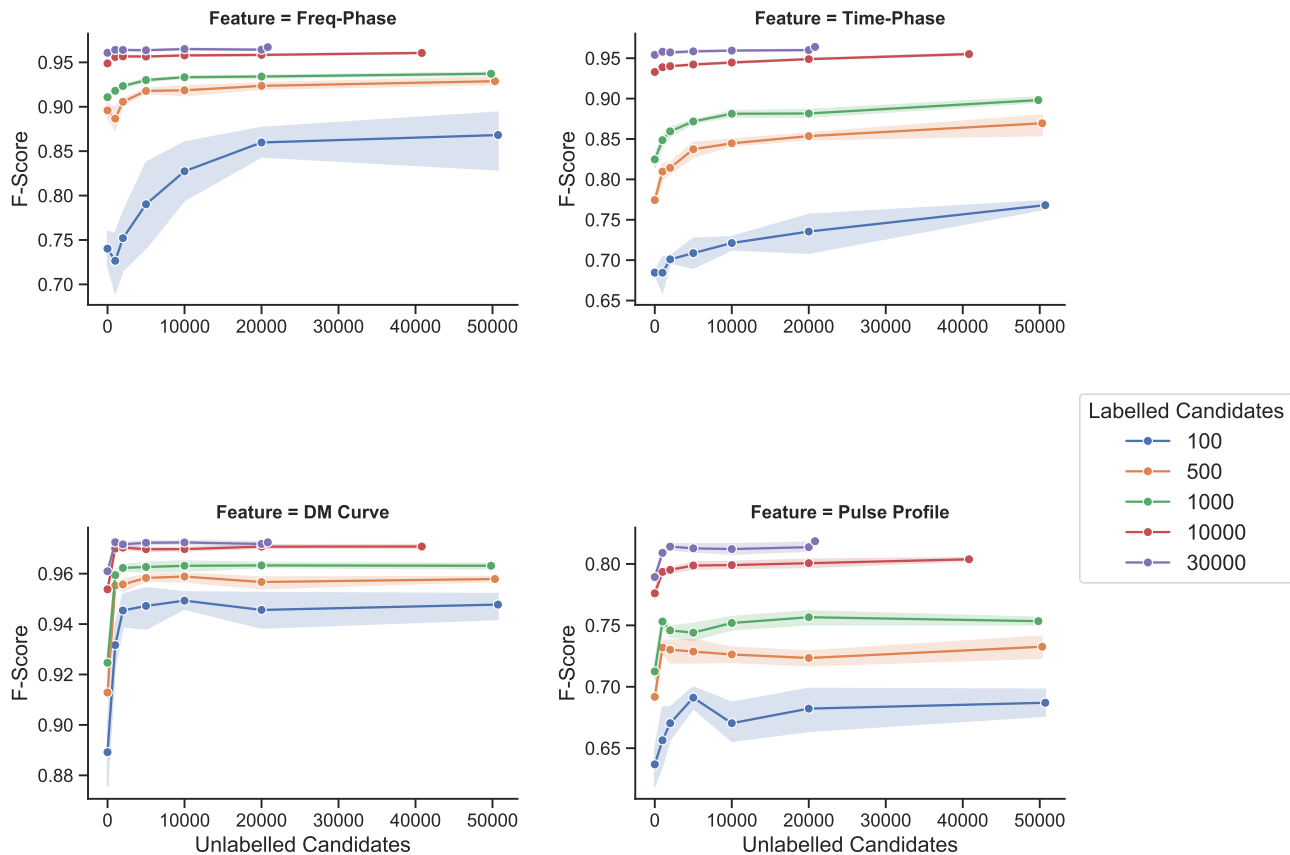 Feature = Freq-Phase
F-Score
0.95
0.90
0.85
0.80
0.75
0.70
0 10000 20000 30000 40000 50000
Feature = Time-Phase
F-Score
0.95
0.90
0.85
0.80
0.75
0.70
0.65
0 10000 20000 30000 40000 50000
Labelled Candidates
100
500
1000
10000
30000
Feature = DM Curve
F-Score
0.96
0.94
0.92
0.90
0.88
0 10000 20000 30000 40000 50000
Unlabelled Candidates
Feature = Pulse Profile
F-Score
0.80
0.75
0.70
0.65
0 10000 20000 30000 40000 50000
Unlabelled Candidates